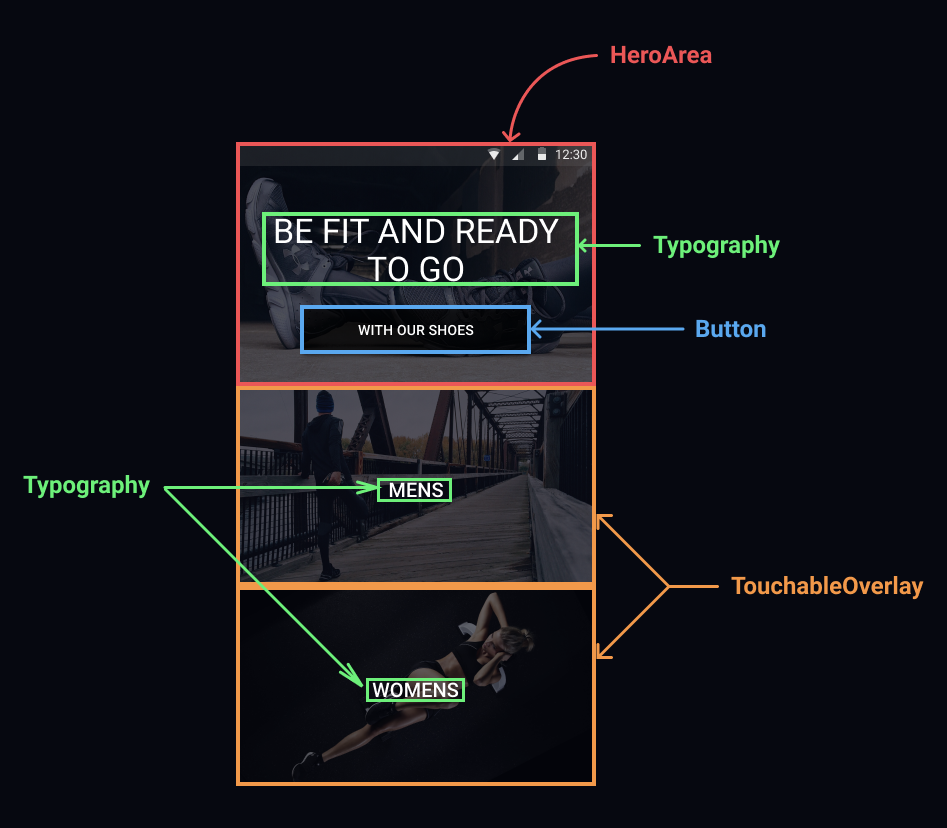 HeroArea
12:30
BE FIT AND READY
TO GO
Typography
WITH OUR SHOES
Button
Typography
MENS
TouchableOverlay
WOMENS